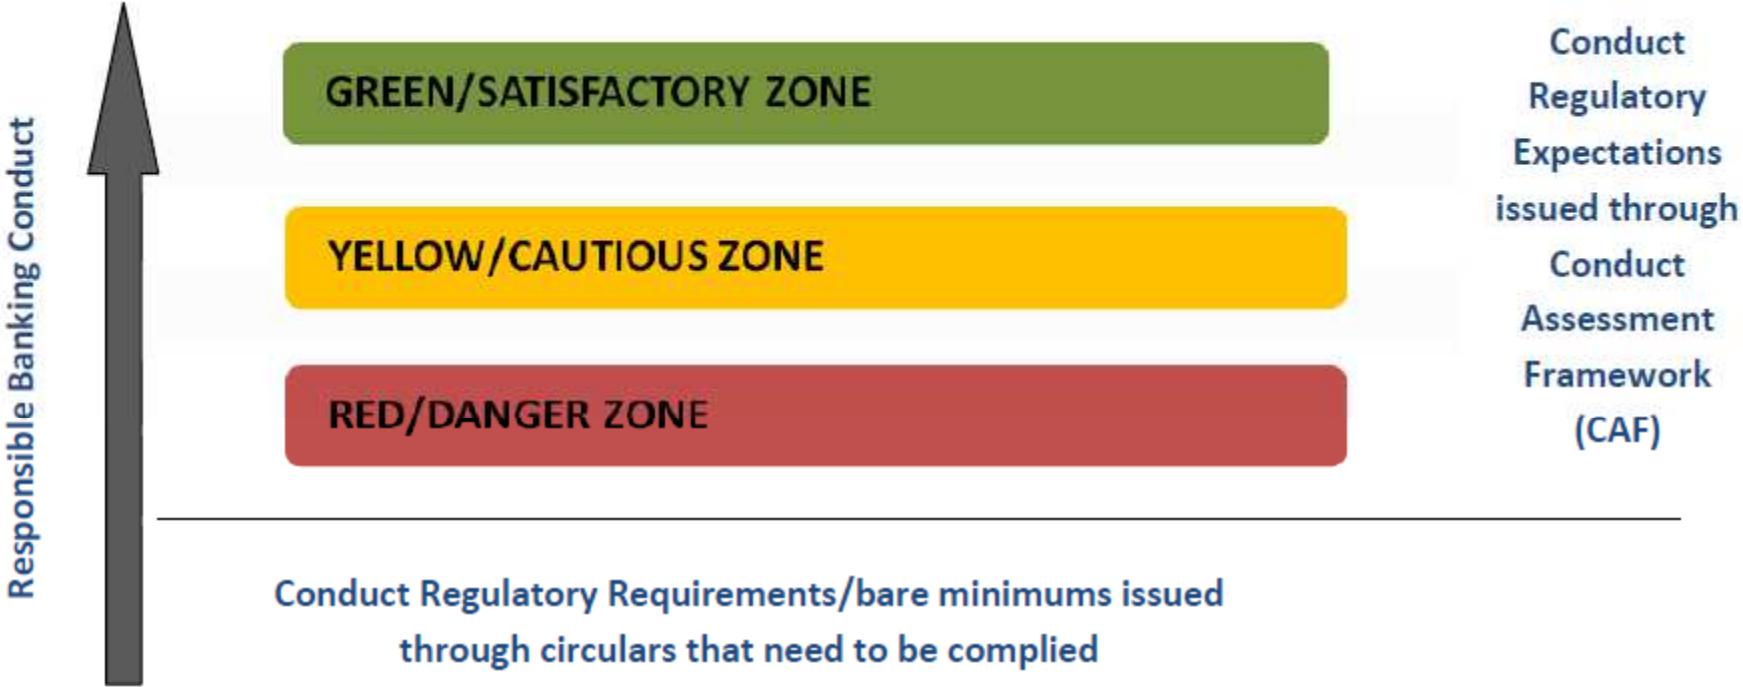 Responsible Banking Conduct
GREEN/SATISFACTORY ZONE
YELLOW/CAUTIOUS ZONE
RED/DANGER ZONE
Conduct
Regulatory
Expectations
issued through
Conduct
Assessment
Framework
(CAF)
Conduct Regulatory Requirements/bare minimums issued
through circulars that need to be complied